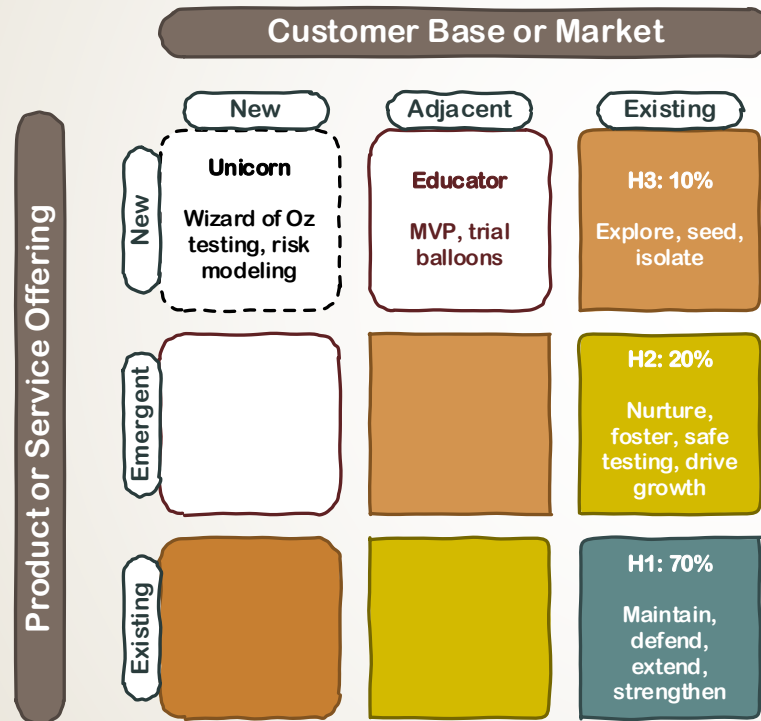 Customer Base or Market
New
Adjacent
Existing
Product or Service Offering
New
Unicorn
Wizard of Oz
testing, risk
modeling
Educator
MVP, trial
balloons
H3: 10%
Explore, seed,
isolate
Emergent
H2: 20%
Nurture,
foster, safe
testing, drive
growth
Existing
H1: 70%
Maintain,
defend,
extend,
strengthen